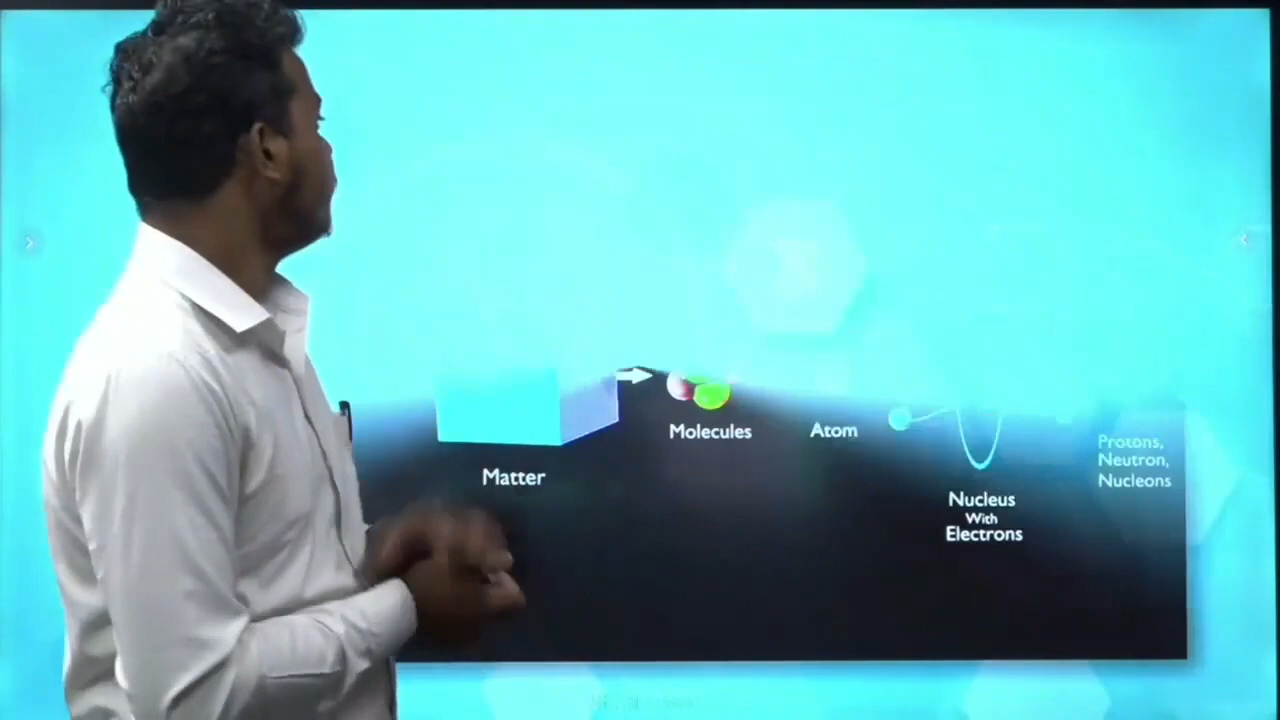 Matter
Molecules
Atom
Nucleus
With
Electrons
Protons,
Neutron,
Nucleons